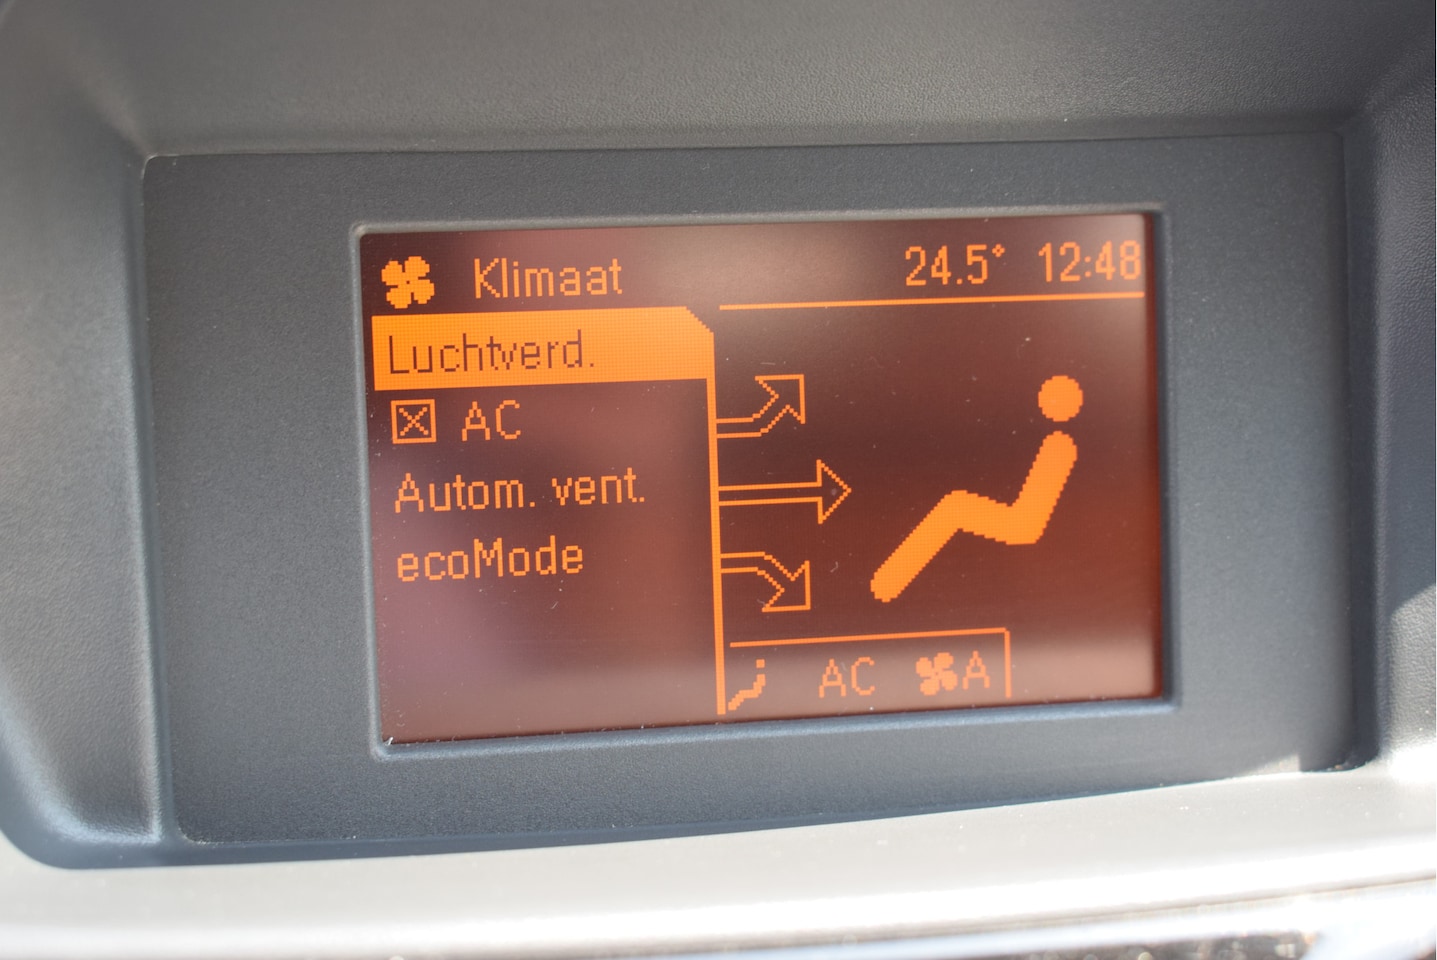 Klimaat 24.5° 12:48
Luchtverd.
AC
Autom. vent.
ecoMode
AC A